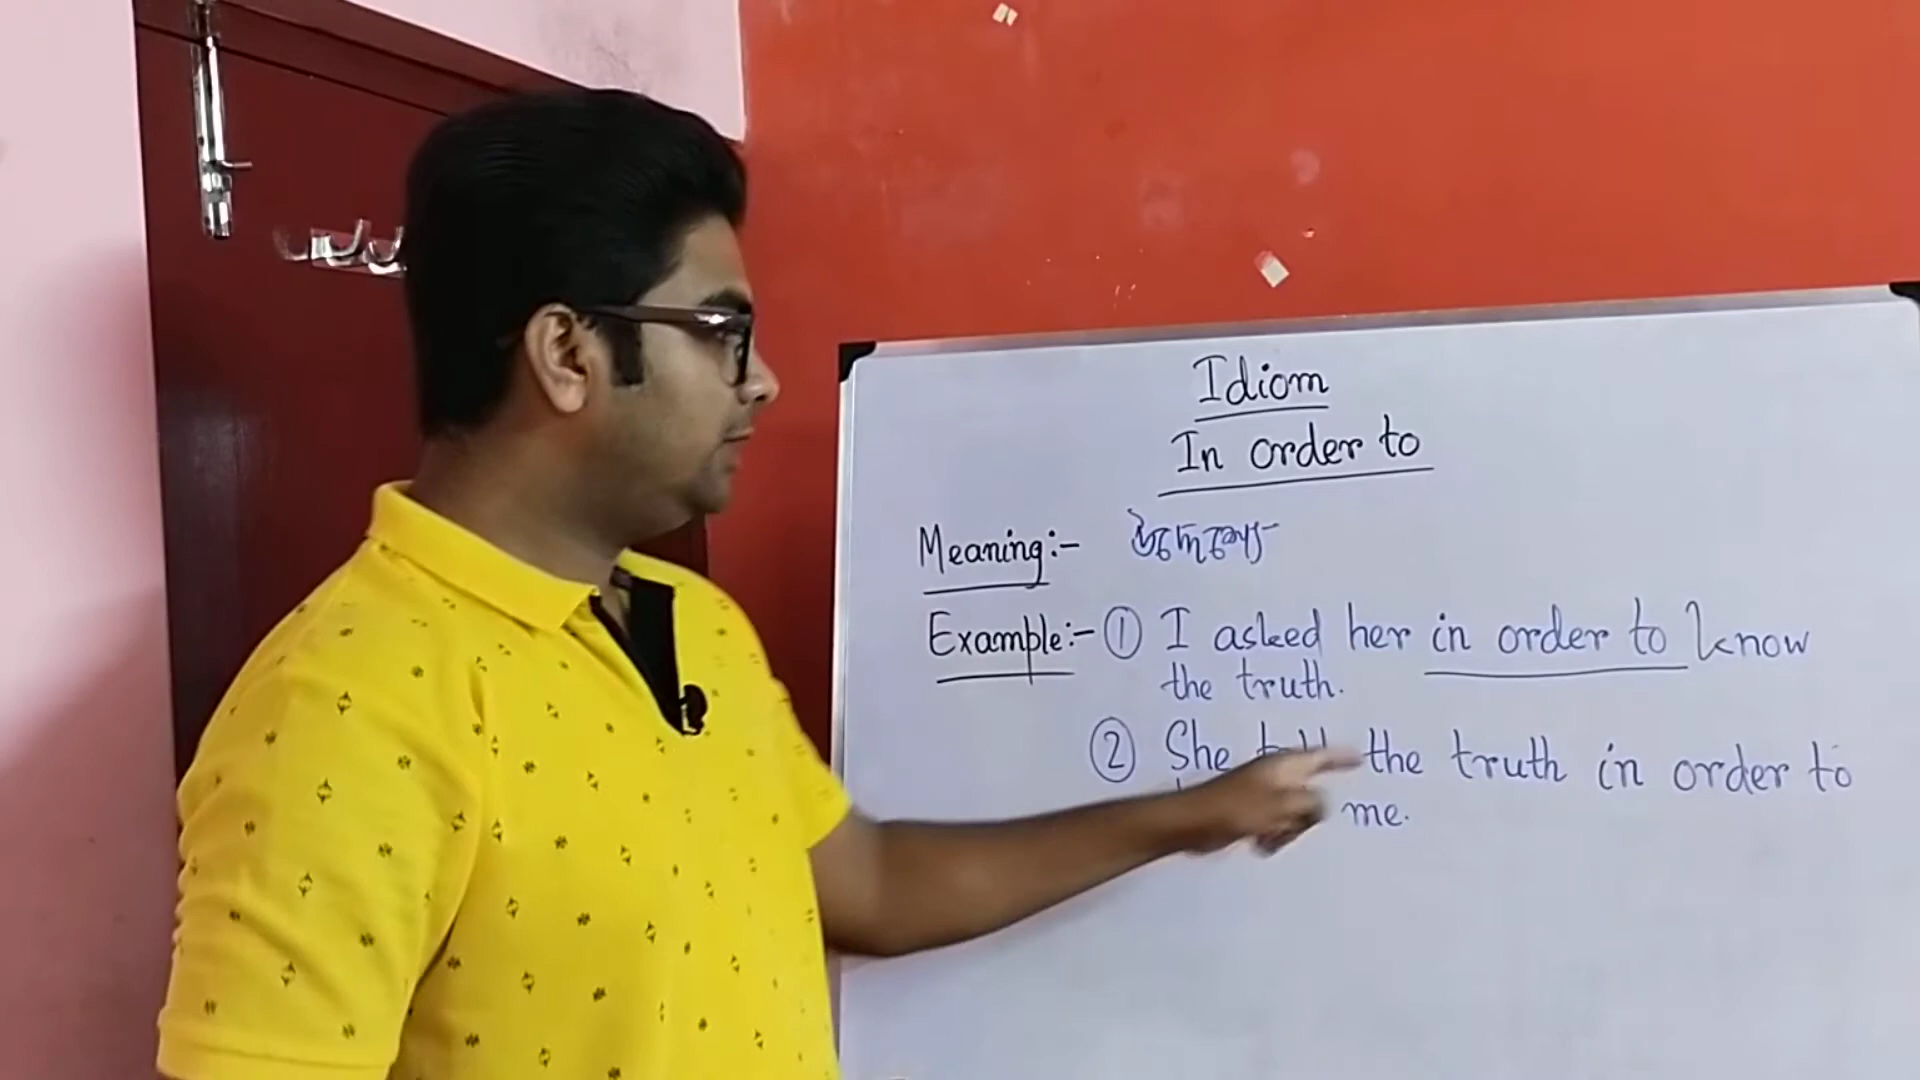 Idiom
In order to
Meaning:- উদ্দেশ্যে
Example:- ① I asked her in order to know
the truth.
② She the truth in order to
me.